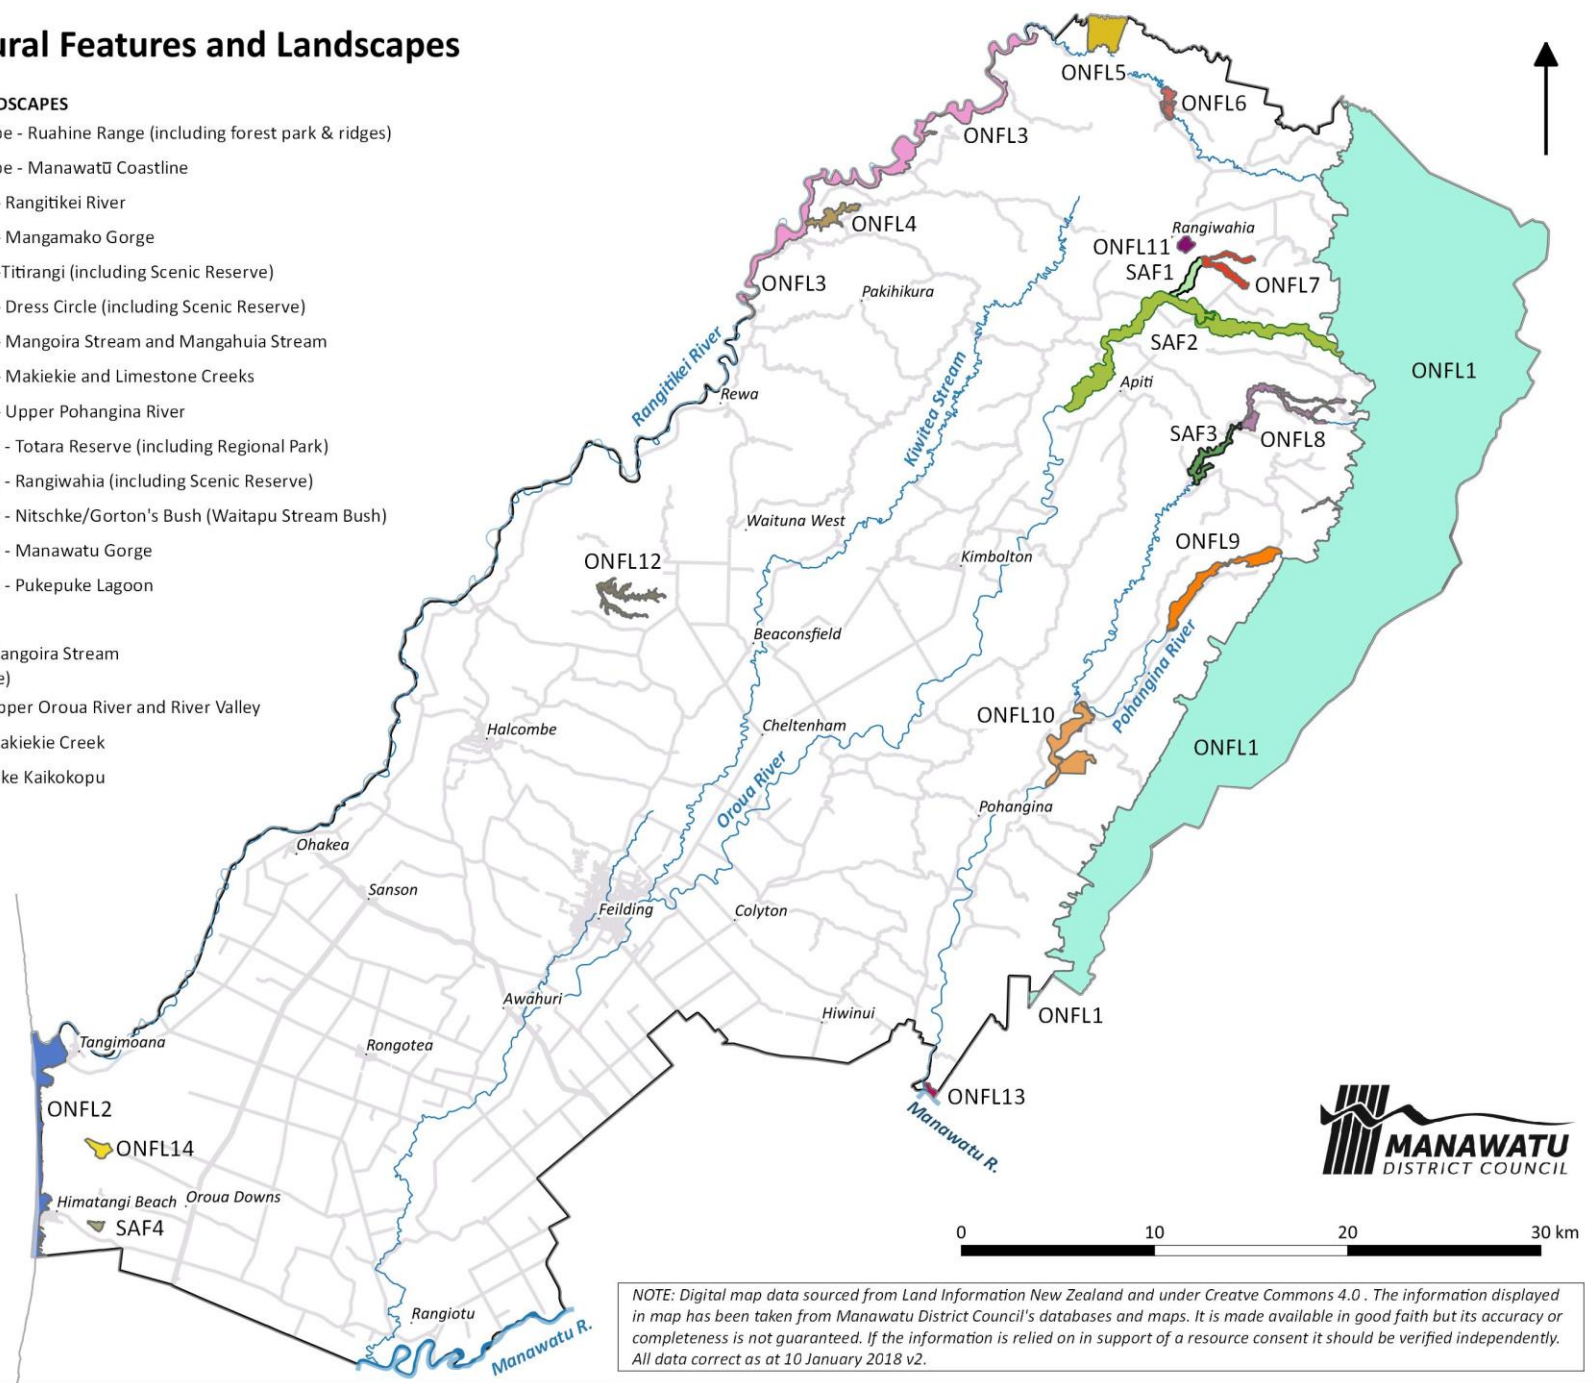 ural Features and Landscapes
DSCAPES
pe - Ruahine Range (including forest park & ridges)
pe - Manawatū Coastline
- Rangitīkei River
- Mangamako Gorge
-Titirangi (including Scenic Reserve)
- Dress Circle (including Scenic Reserve)
- Mangoira Stream and Mangahuia Stream
- Makiekie and Limestone Creeks
- Upper Pohangina River
- Totara Reserve (including Regional Park)
- Rangiwahia (including Scenic Reserve)
- Nitschke/Gorton's Bush (Waitapu Stream Bush)
- Manawatu Gorge
- Pukepuke Lagoon
angoira Stream
e)
pper Oroua River and River Valley
akiekie Creek
ke Kaikokopu
ONFL5
ONFL6
ONFL3
ONFL4
Rangiwahia
ONFL11
SAF1
ONFL7
ONFL3
Pakihikura
SAF2
Rangitikei River
Kiwitea Stream
ONFL1
Apiti
Rewa
SAF3
ONFL8
Waituna West
ONFL9
ONFL12
Kimbolton
Beaconsfield
Pohangina River
ONFL10
Halcombe
Cheltenham
ONFL1
Oroua River
Pohangina
Ohakea
Sanson
Feilding
Colyton
Awahuri
Hiwinui
ONFL1
Tangimoana
Rongotea
ONFL13
ONFL2
Manawatu R.
ONFL14
MANAWATU
DISTRICT COUNCIL
Himatangi Beach
Oroua Downs
SAF4
0 10 20 30 km
Rangiotu
Manawatu R.
NOTE: Digital map data sourced from Land Information New Zealand and under Creatve Commons 4.0 . The information displayed
in map has been taken from Manawatu District Council's databases and maps. It is made available in good faith but its accuracy or
completeness is not guaranteed. If the information is relied on in support of a resource consent it should be verified independently.
All data correct as at 10 January 2018 v2.